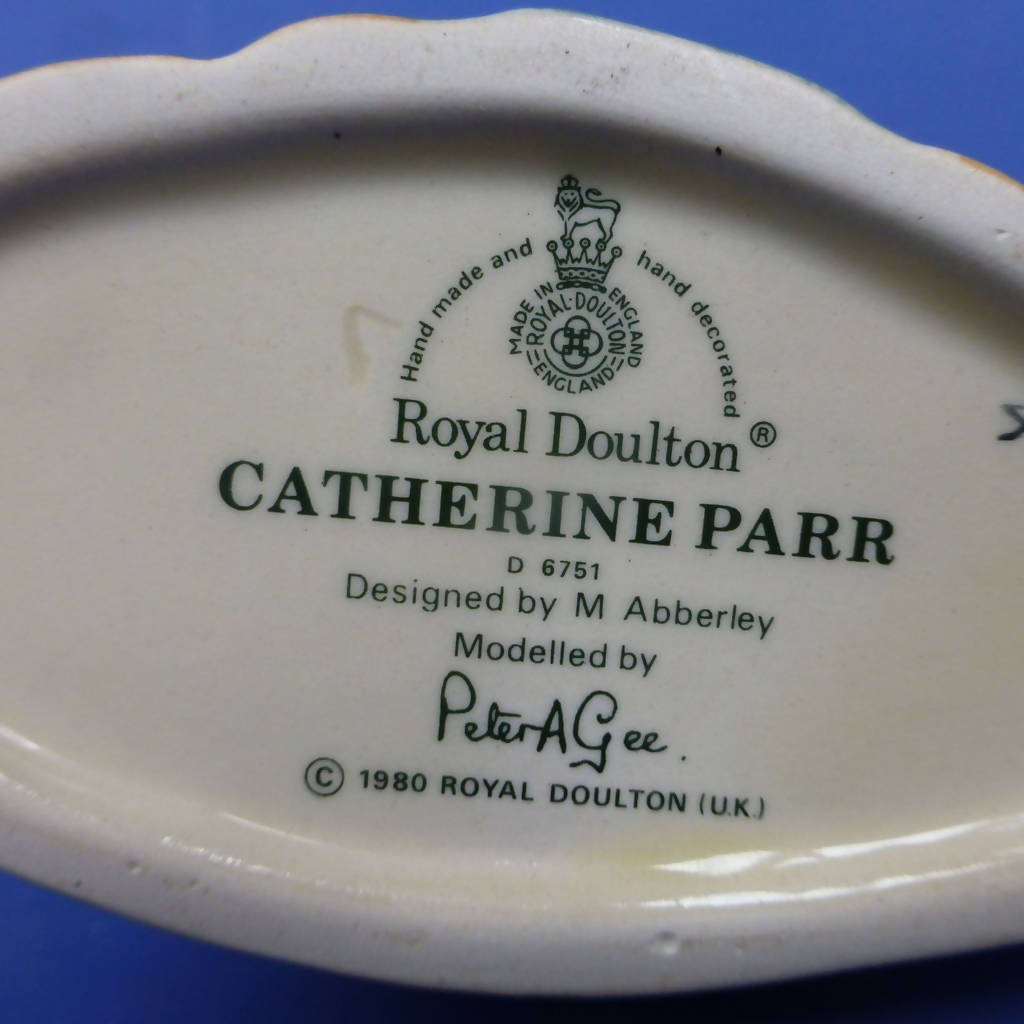 Hand made and hand decorated
MADE IN ENGLAND
ROYAL·DOULTON
ENGLAND
Royal Doulton ®
CATHERINE PARR
D 6751
Designed by M Abberley
Modelled by
Peter A Gee.
© 1980 ROYAL DOULTON (U.K.)